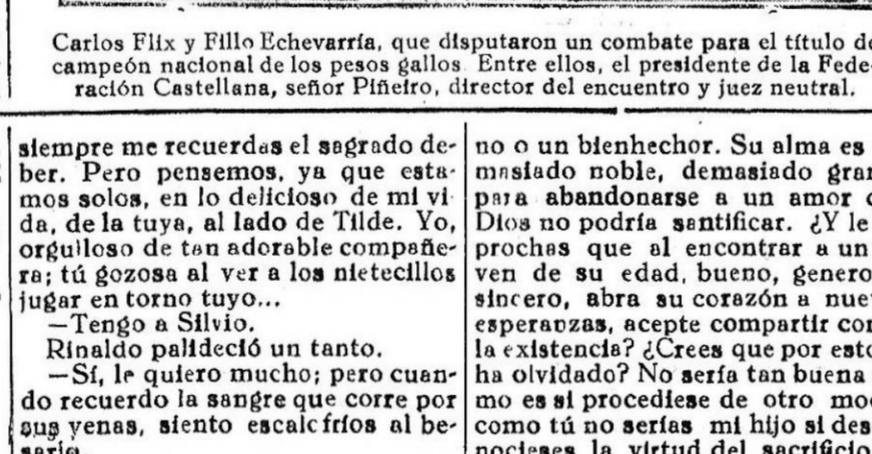 Carlos Flix y Fillo Echevarría, que disputaron un combate para el título de
campeón nacional de los pesos gallos. Entre ellos, el presidente de la Fede-
ración Castellana, señor Piñeiro, director del encuentro y juez neutral.
siempre me recuerdas el sagrado de-
ber. Pero pensemos, ya que esta-
mos solos, en lo delicioso de mi vi
da, de la tuya, al lado de Tilde. Yo,
orgulloso de tan adorable compañe-
ra; tú gozosa al ver a los nietecillos
jugar en torno tuyo...
—Tengo a Silvio.
Rinaldo palideció un tanto.
—Sí, le quiero mucho; pero cuan-
do recuerdo la sangre que corre por
sus venas, siento escalofríos al be-
sarlo.
no o un bienhechor. Su alma es
masiado noble, demasiado gran
para abandonarse a un amor
Dios no podría santificar. ¿Y le
prochas que al encontrar a un
ven de su edad, bueno, genero
sincero, abra su corazón a nue
esperanzas, acepte compartir con
la existencia? ¿Crees que por esto
ha olvidado? No sería tan buena
mo es si procediese de otro mo
como tú no serías mi hijo si des
nocieses la virtud del sacrificio